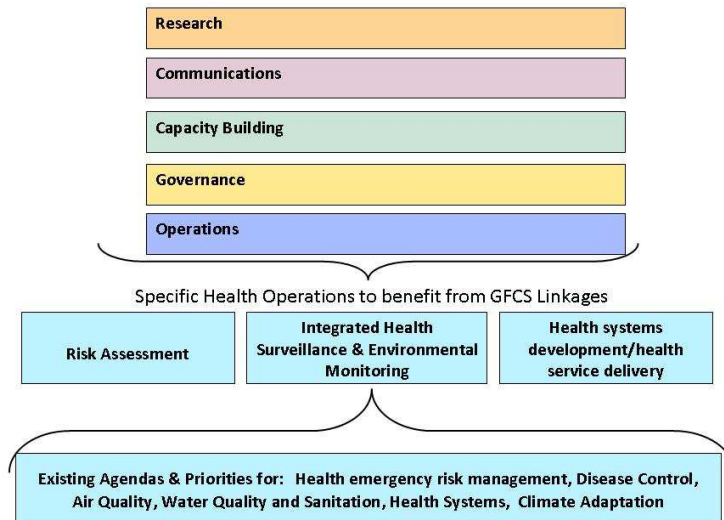 Research
Communications
Capacity Building
Governance
Operations
Specific Health Operations to benefit from GFCS Linkages
Risk Assessment
Integrated Health
Surveillance & Environmental
Monitoring
Health systems
development/health
service delivery
Existing Agendas & Priorities for: Health emergency risk management, Disease Control,
Air Quality, Water Quality and Sanitation, Health Systems, Climate Adaptation